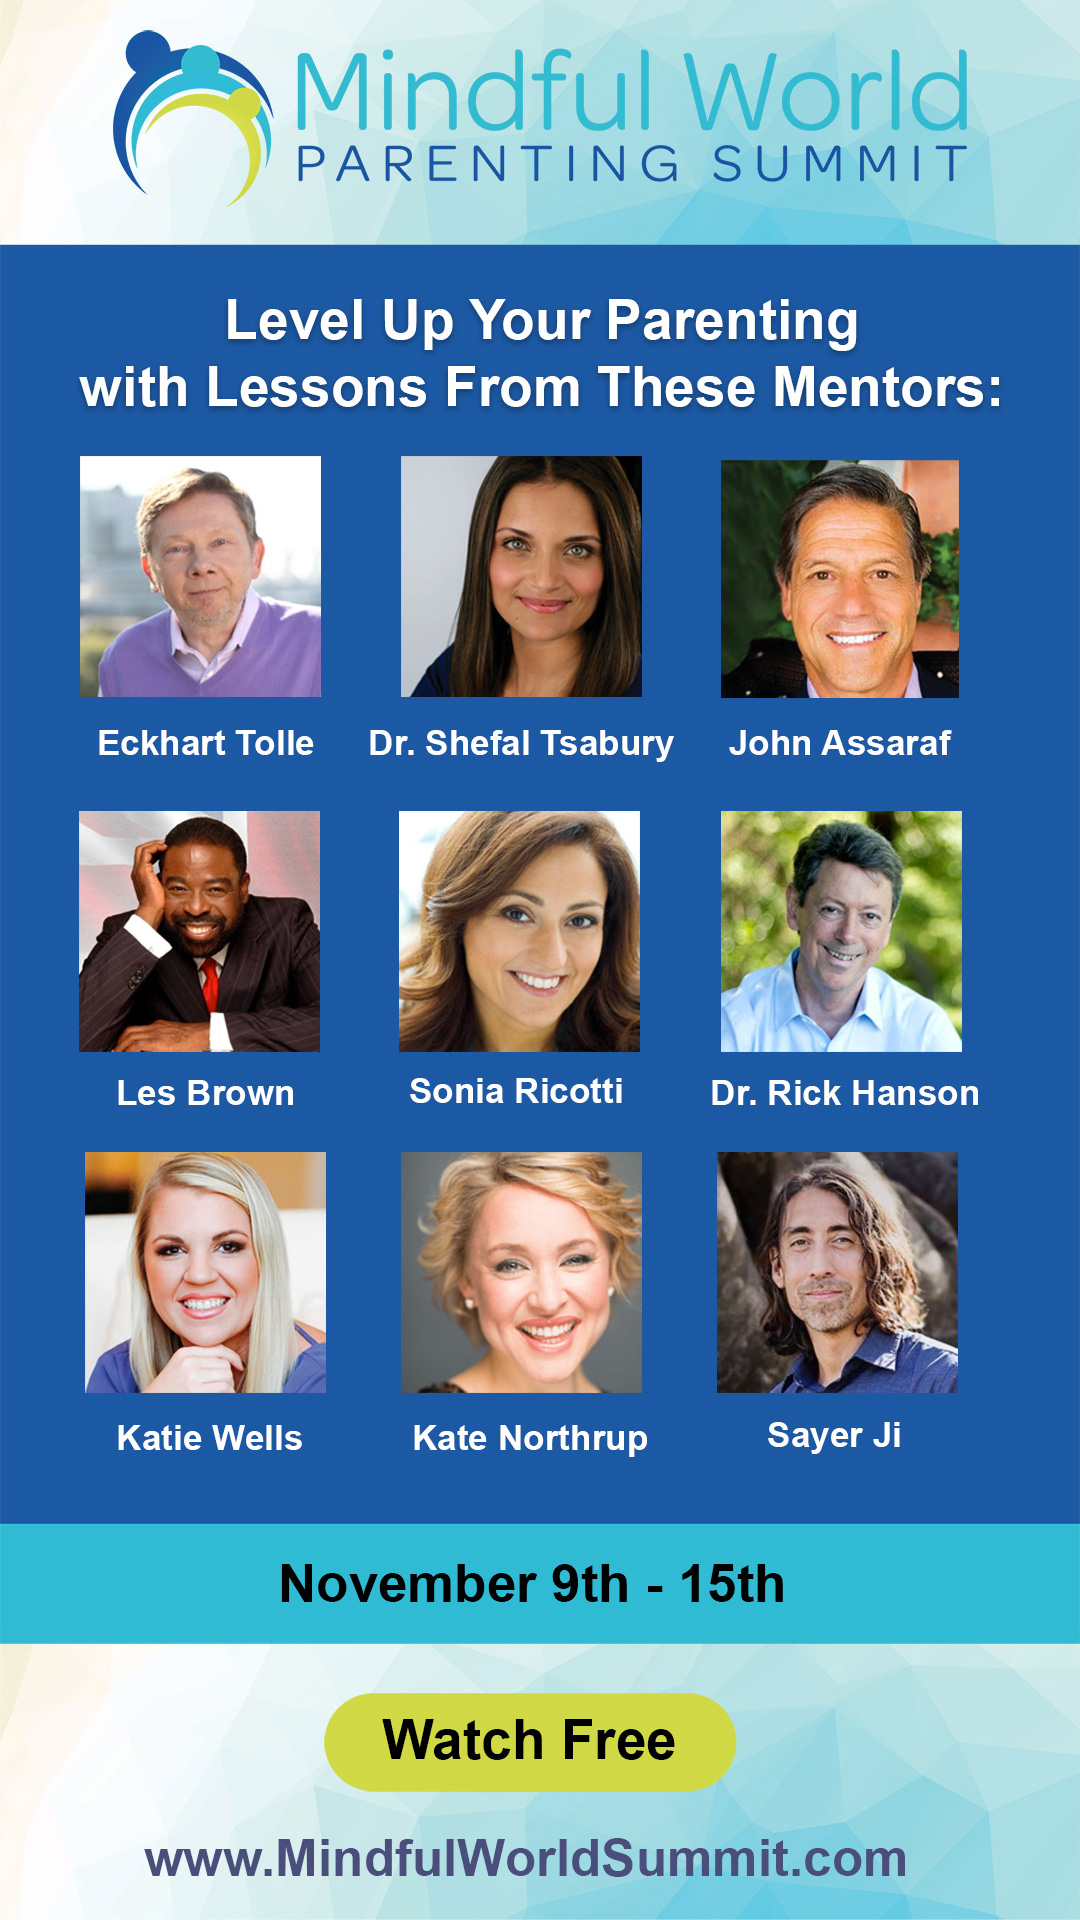 Mindful World
PARENTING SUMMIT
Level Up Your Parenting
with Lessons From These Mentors:
Eckhart Tolle
Dr. Shefal Tsabury
John Assaraf
Les Brown
Sonia Ricotti
Dr. Rick Hanson
Katie Wells
Kate Northrup
Sayer Ji
November 9th - 15th
Watch Free
www.MindfulWorldSummit.com